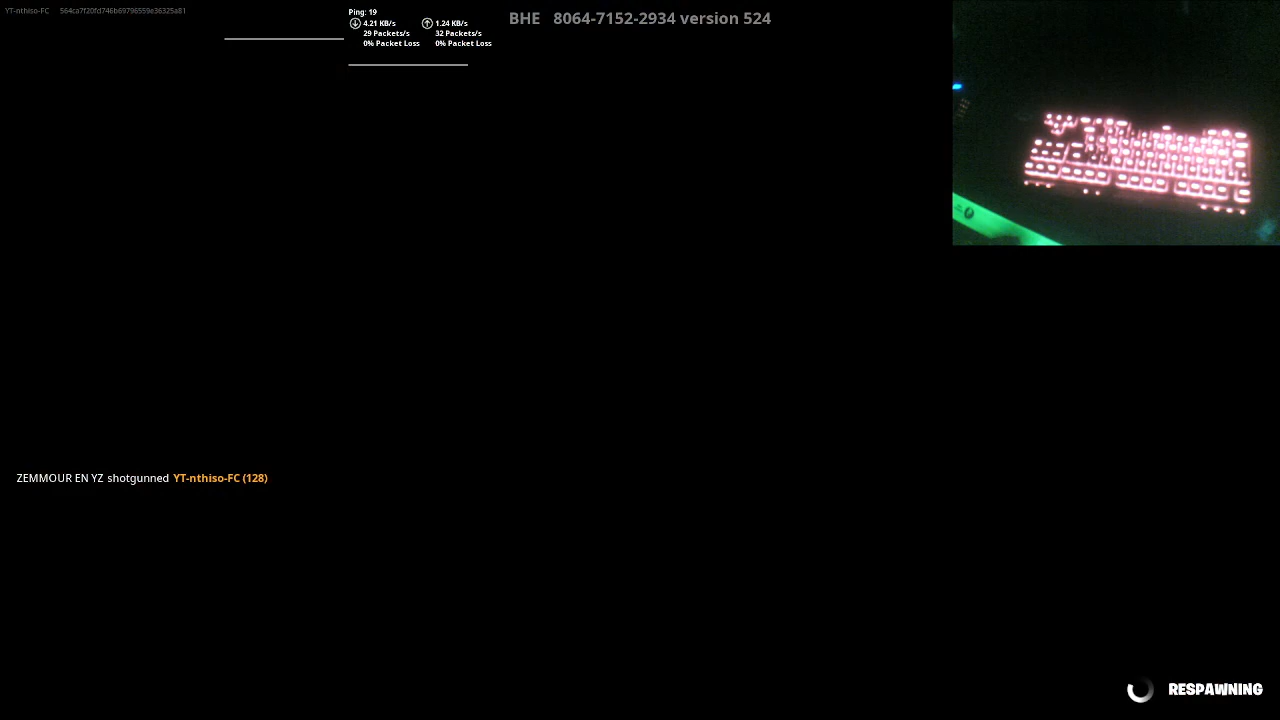 YT-nthiso-FC 564ca7f20fd746b69796559e36325a81
Ping: 19
4.21 KB/s 1.24 KB/s
29 Packets/s 32 Packets/s
0% Packet Loss 0% Packet Loss
BHE 8064-7152-2934 version 524
ZEMMOUR EN YZ shotgunned YT-nthiso-FC (128)
RESPAWNING